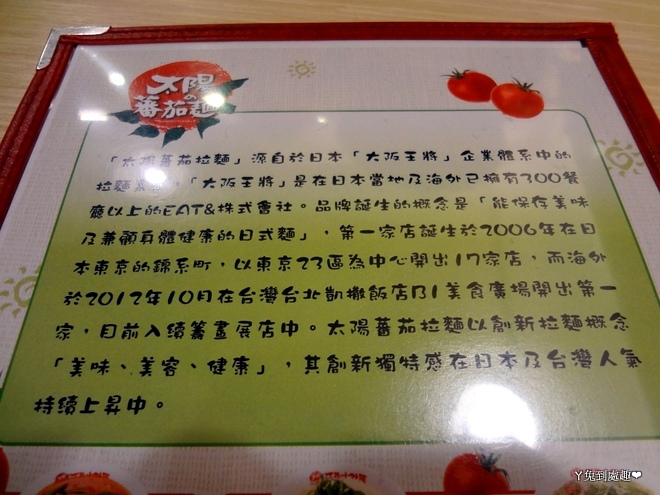 太陽の
蕃茄麵
「太陽蕃茄拉麵」源自於日本「大阪王將」企業體系中的
拉麵　　，「大阪王將」是在日本當地及海外已擁有300餐
廳以上的EAT&株式會社。品牌誕生的概念是「能保存美味
及兼顧身體健康的日式麵」，第一家店誕生於2006年在日
本東京的錦系町，以東京23區為中心開出17家店，而海外
於2012年10月在台灣台北凱撒飯店B1美食廣場開出第一
家，目前入續籌畫展店中。太陽蕃茄拉麵以創新拉麵概念
「美味、美容、健康」，其創新獨特感在日本及台灣人氣
持續上昇中。
Y兔到處趣❤